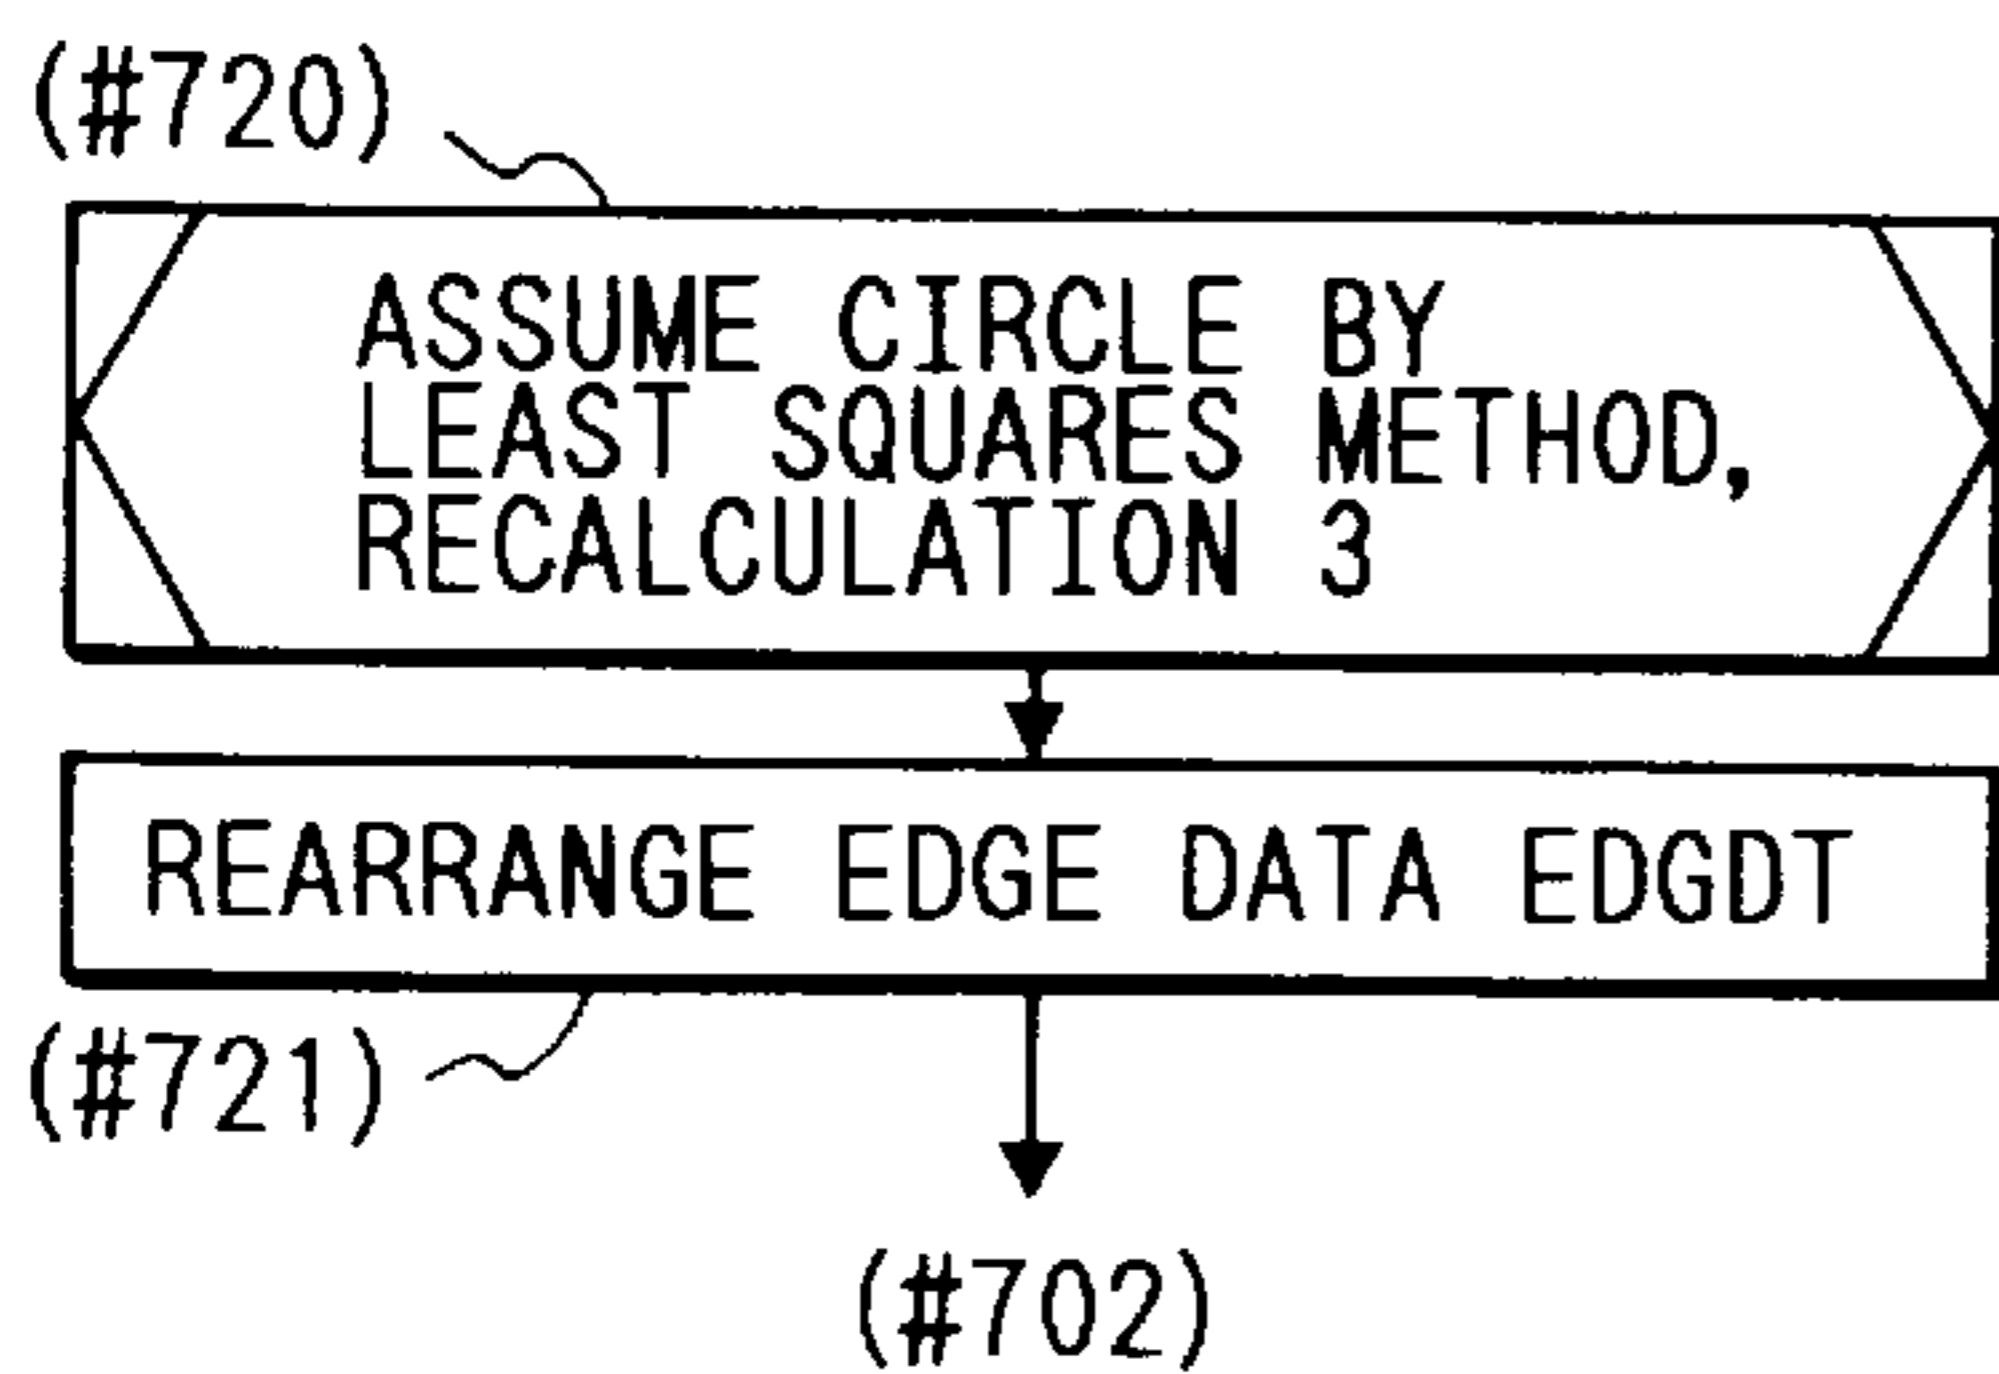 (#720)
ASSUME CIRCLE BY
LEAST SQUARES METHOD,
RECALCULATION 3
REARRANGE EDGE DATA EDGDT
(#721)
(#702)